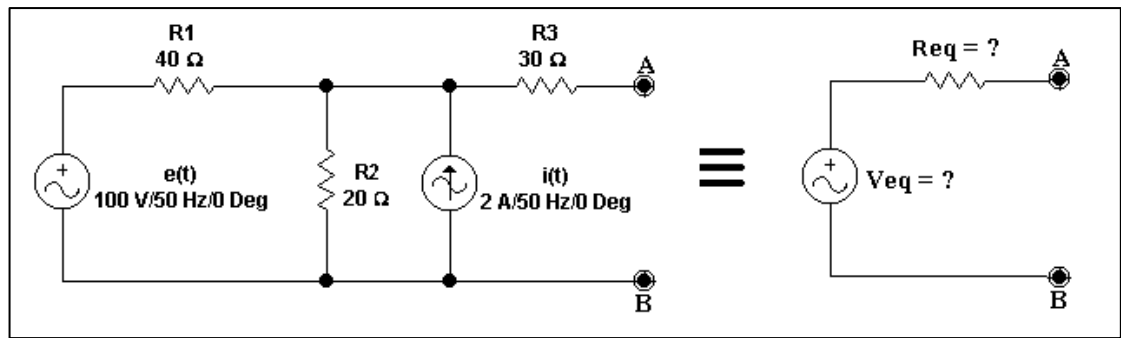 R1
40 Ω
R3
30 Ω
A
e(t)
100 V/50 Hz/0 Deg
R2
20 Ω
i(t)
2 A/50 Hz/0 Deg
B
Req = ?
A
Veq = ?
B